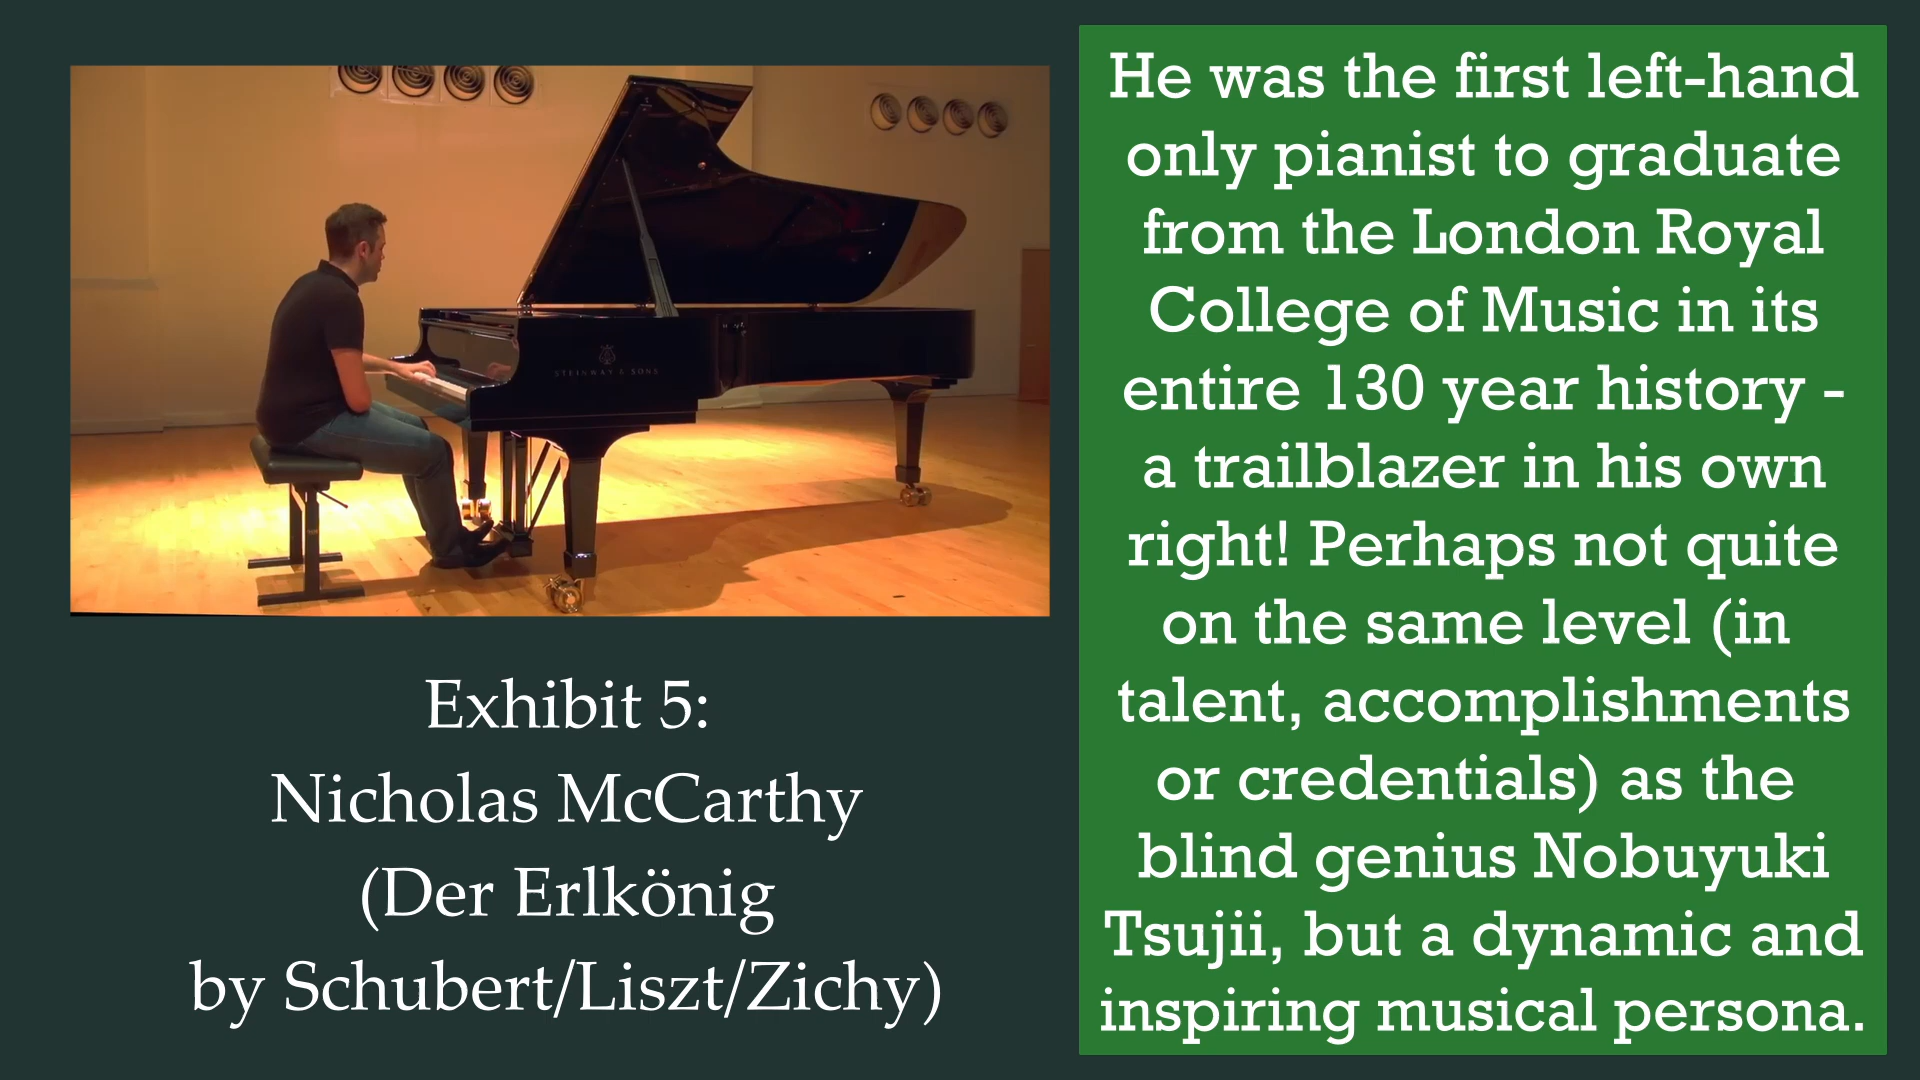 STEINWAY & SONS
Exhibit 5:
Nicholas McCarthy
(Der Erlkönig
by Schubert/Liszt/Zichy)
He was the first left-hand
only pianist to graduate
from the London Royal
College of Music in its
entire 130 year history -
a trailblazer in his own
right! Perhaps not quite
on the same level (in
talent, accomplishments
or credentials) as the
blind genius Nobuyuki
Tsujii, but a dynamic and
inspiring musical persona.